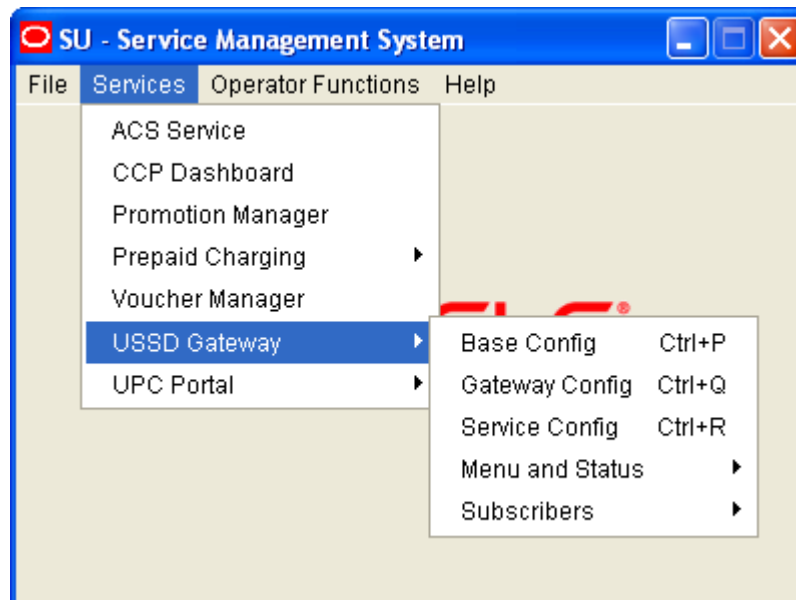 SU - Service Management System
File Services Operator Functions Help
ACS Service
CCP Dashboard
Promotion Manager
Prepaid Charging
Voucher Manager
USSD Gateway
UPC Portal
Base Config Ctrl+P
Gateway Config Ctrl+Q
Service Config Ctrl+R
Menu and Status
Subscribers